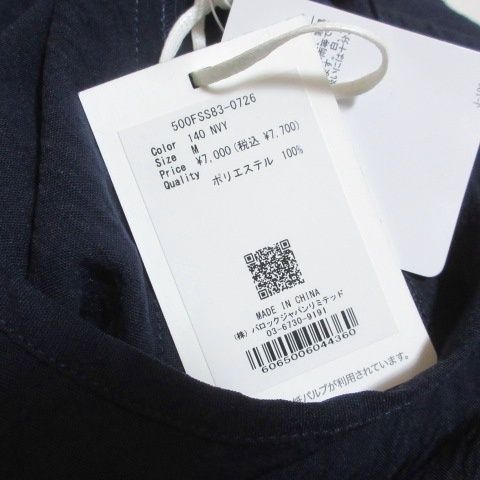 500FSS83-0726
Color 140 NVY
Size M
Price ¥7,000(税込 ¥7,700)
Quality ポリエステル 100%
MADE IN CHINA
(株) バロックジャパンリミテッド
03-6730-9191
6065006044360
紙パルプが利用されています。